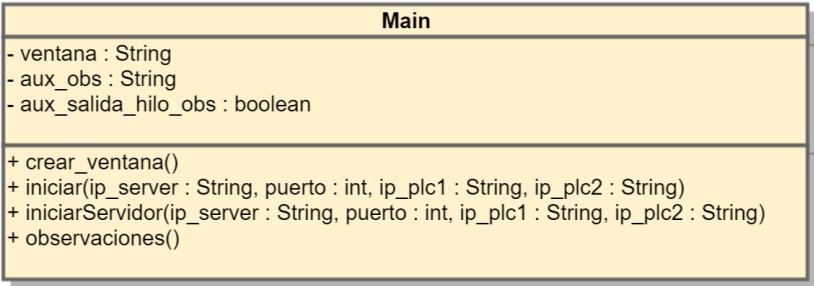 Main
- ventana : String
- aux_obs : String
- aux_salida_hilo_obs : boolean
+ crear_ventana()
+ iniciar(ip_server : String, puerto : int, ip_plc1 : String, ip_plc2 : String)
+ iniciarServidor(ip_server : String, puerto : int, ip_plc1 : String, ip_plc2 : String)
+ observaciones()